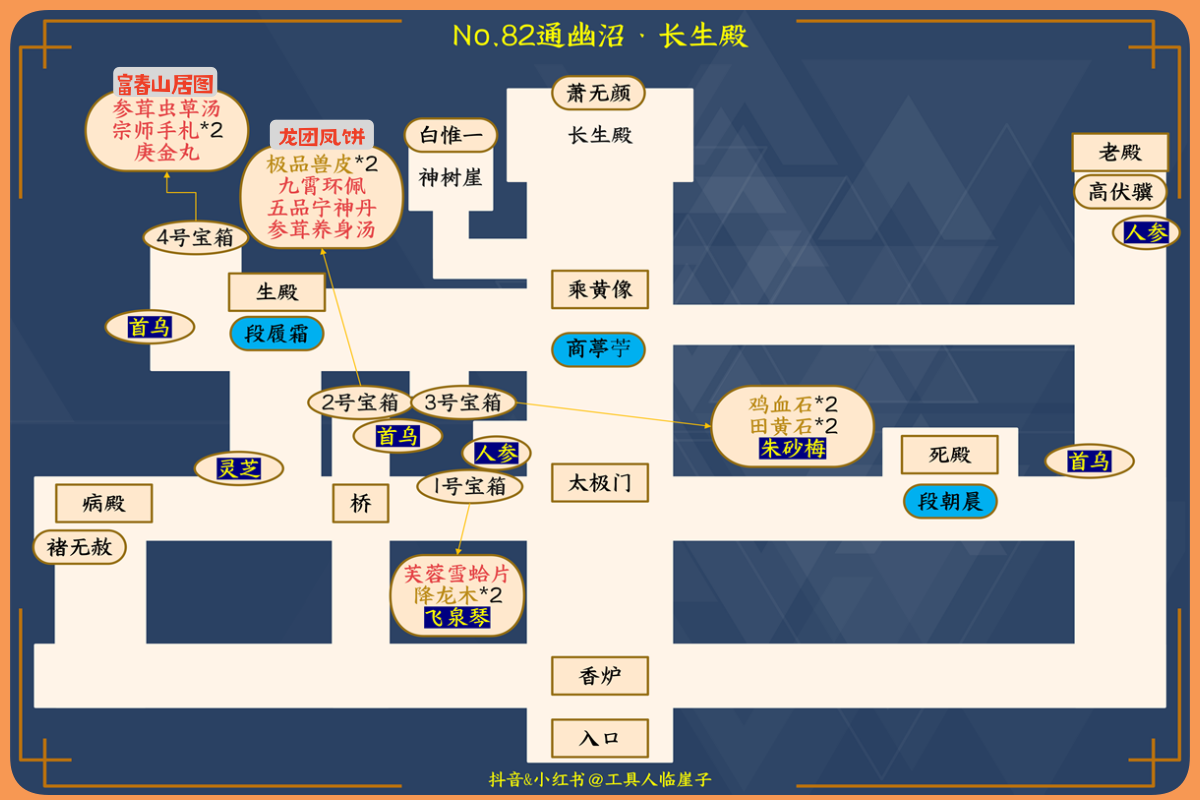 No.82通幽沼·长生殿
富春山居图
参茸虫草汤
宗师手札*2
庚金丸
龙团凤饼
极品兽皮*2
九霄环佩
五品宁神丹
参茸养身汤
白惟一
神树崖
萧无颜
长生殿
老殿
高伏骥
人参
4号宝箱
生殿
段履霜
首乌
乘黄像
商葶苧
2号宝箱
3号宝箱
首乌
人参
1号宝箱
鸡血石*2
田黄石*2
朱砂梅
死殿
段朝晨
首乌
灵芝
病殿
褚无赦
桥
太极门
芙蓉雪蛤片
降龙木*2
飞泉琴
香炉
入口
抖音&小红书@工具人临崖子